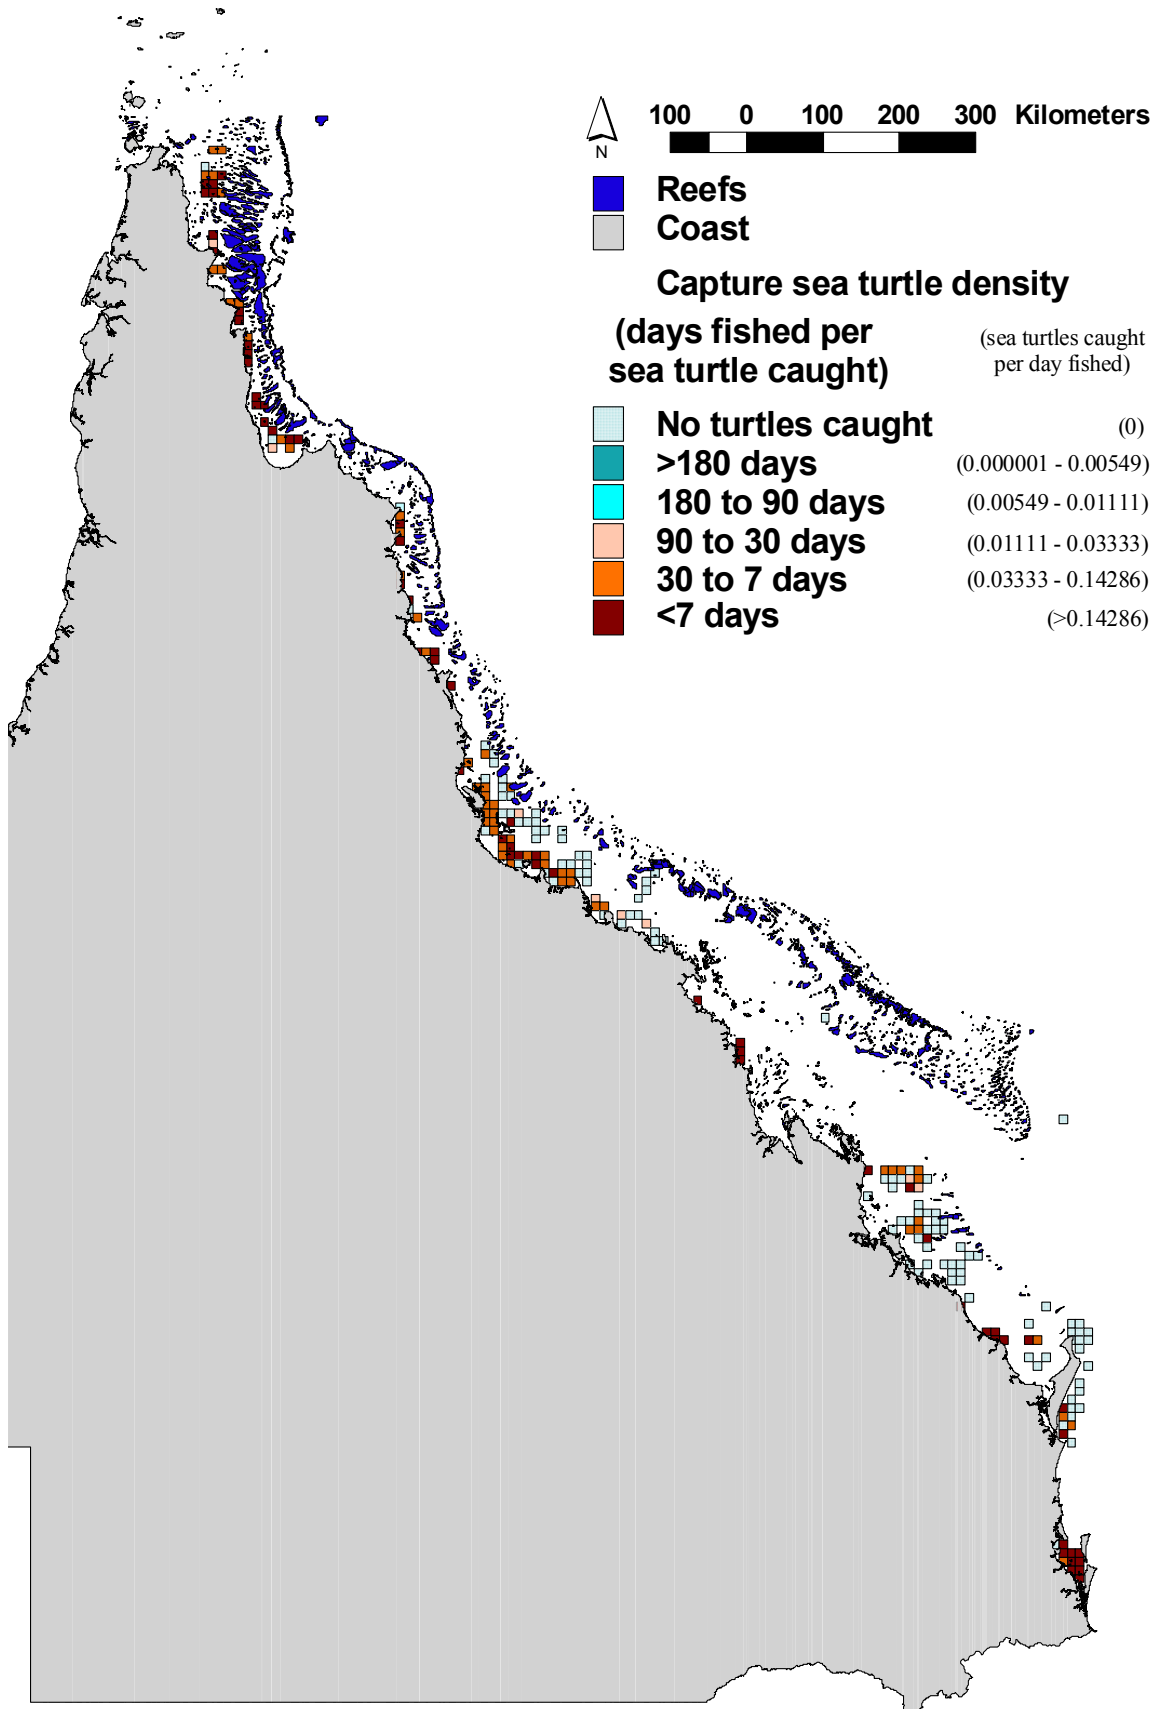 100 0 100 200 300 Kilometers
N
Reefs
Coast
Capture sea turtle density
(days fished per
sea turtle caught)
(sea turtles caught
per day fished)
No turtles caught (0)
>180 days (0.000001 - 0.00549)
180 to 90 days (0.00549 - 0.01111)
90 to 30 days (0.01111 - 0.03333)
30 to 7 days (0.03333 - 0.14286)
<7 days (>0.14286)